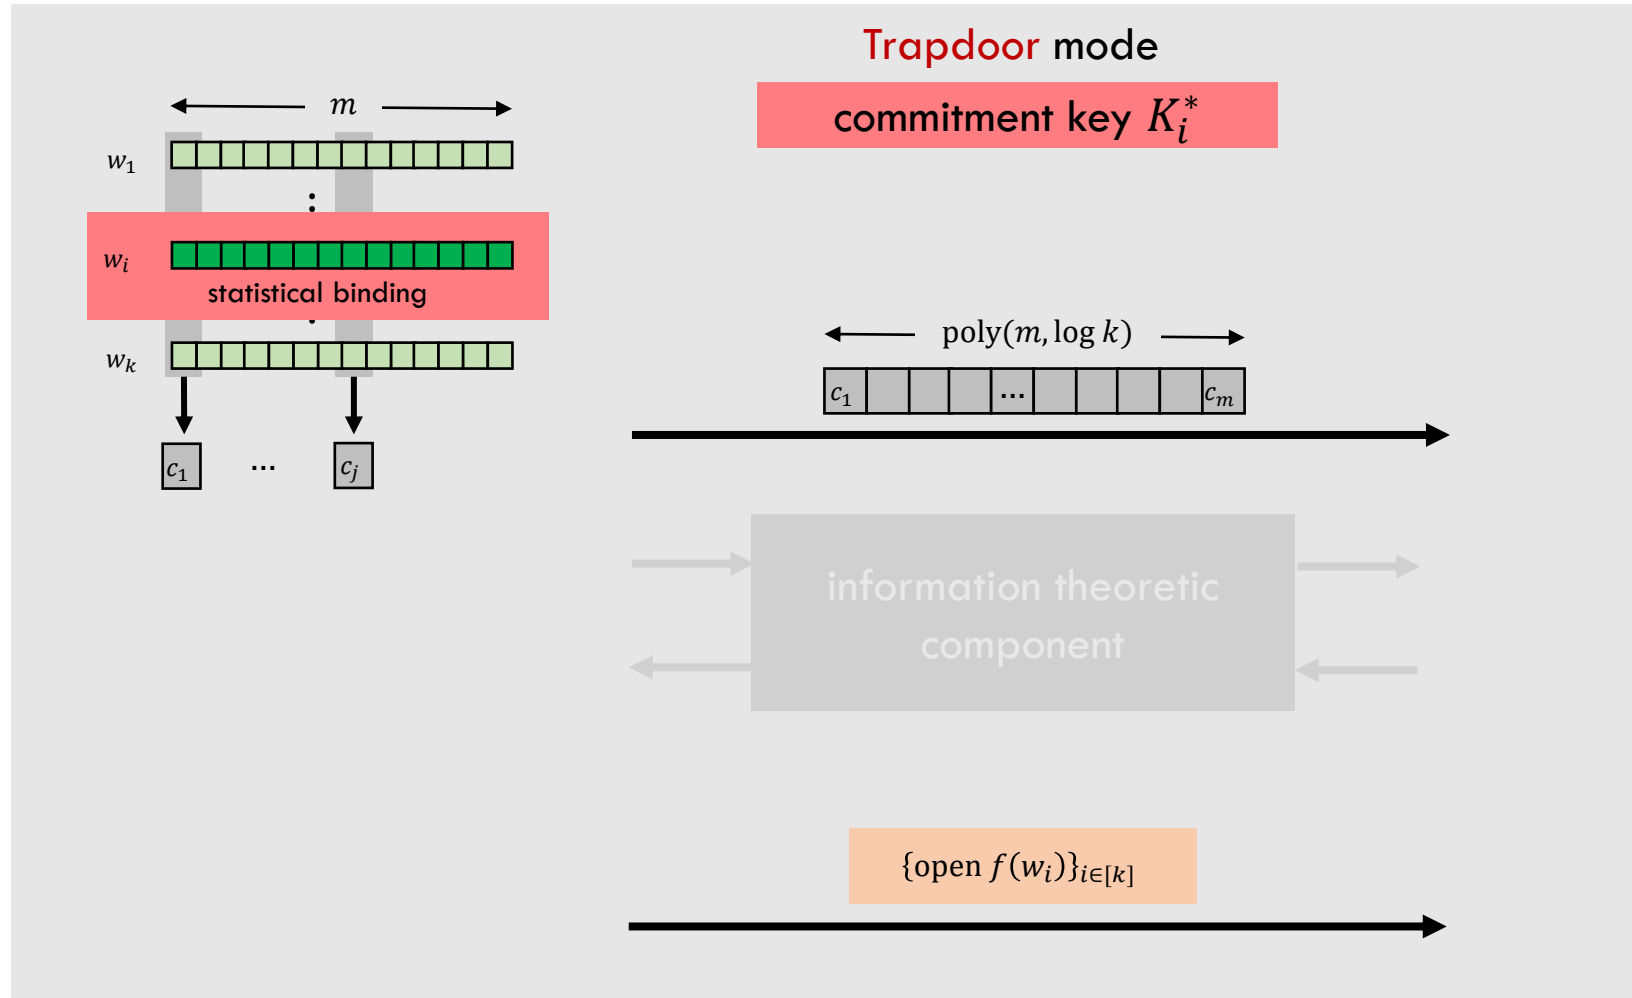 Trapdoor mode
commitment key $K_i^*$
$m$
$w_1$
⋮
$w_i$
statistical binding
$w_k$
$c_1$ ... $c_j$
poly($m$, log $k$)
$c_1$ ... $c_m$
information theoretic
component
{open $f(w_i)$}$_{i∈[k]}$